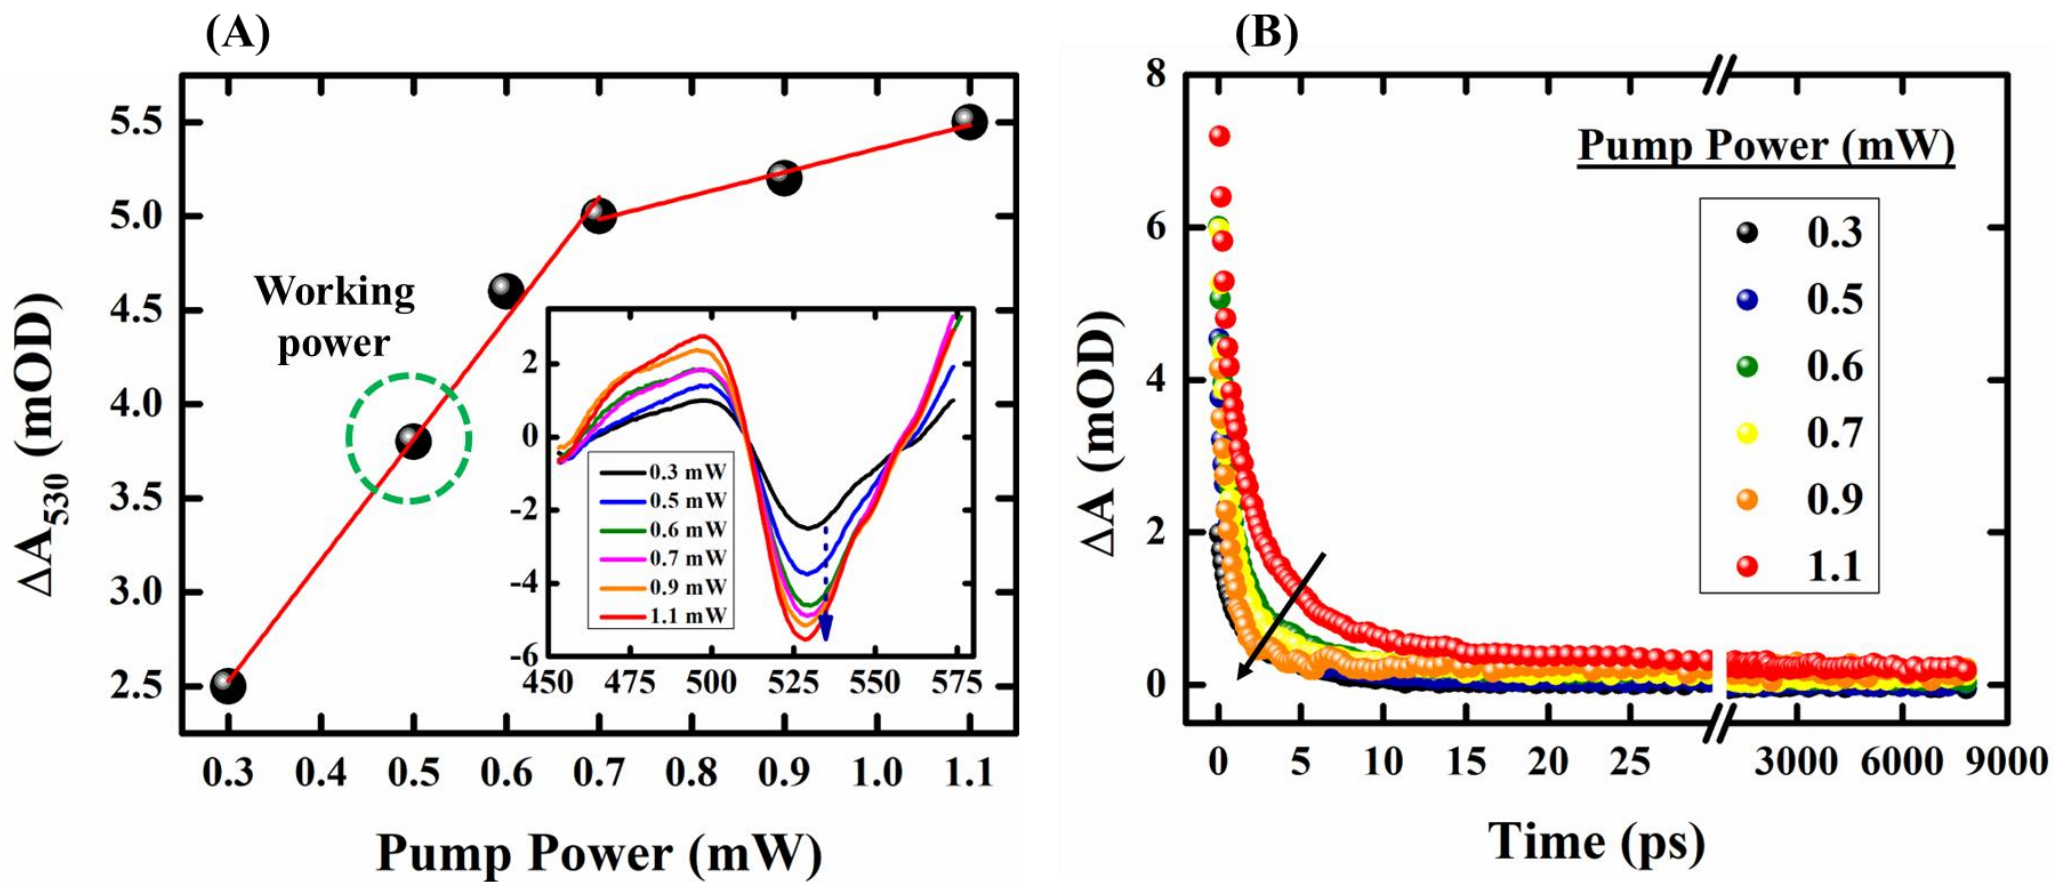 (A)
ΔA530 (mOD)
5.5
5.0
4.5
4.0
3.5
3.0
2.5
Working
power
2
0
-2
-4
-6
0.3 mW
0.5 mW
0.6 mW
0.7 mW
0.9 mW
1.1 mW
450 475 500 525 550 575
0.3 0.4 0.5 0.6 0.7 0.8 0.9 1.0 1.1
Pump Power (mW)
(B)
ΔA (mOD)
8
6
4
2
0
Pump Power (mW)
0.3
0.5
0.6
0.7
0.9
1.1
0 5 10 15 20 25 3000 6000 9000
Time (ps)